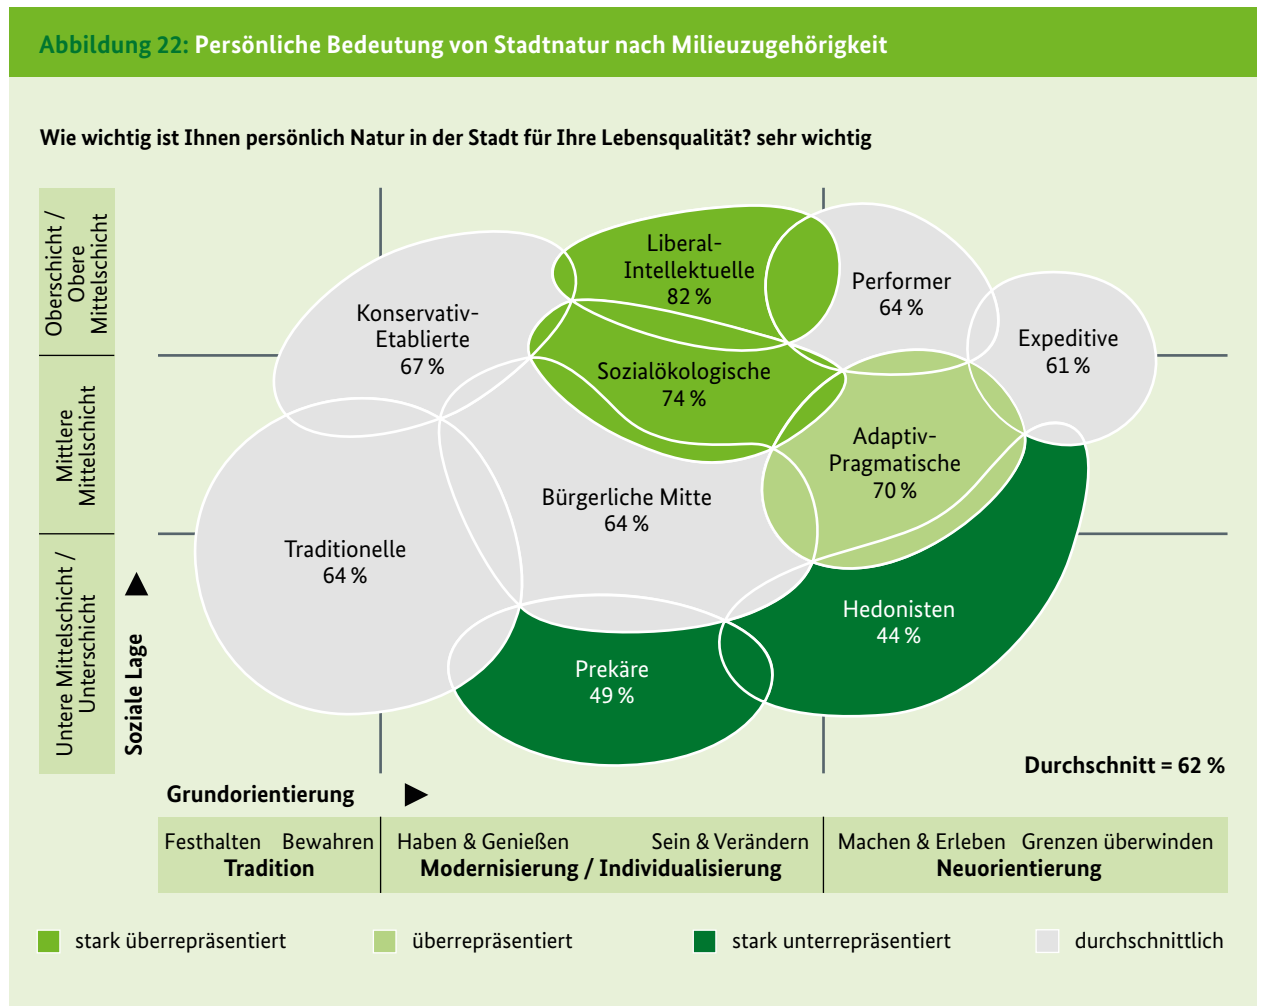 Abbildung 22: Persönliche Bedeutung von Stadtnatur nach Milieuzugehörigkeit
Wie wichtig ist Ihnen persönlich Natur in der Stadt für Ihre Lebensqualität? sehr wichtig
Oberschicht /
Obere
Mittelschicht
Mittlere
Mittelschicht
Untere Mittelschicht /
Unterschicht
Soziale Lage
Konservativ-
Etablierte
67 %
Liberal-
Intellektuelle
82 %
Performer
64 %
Expeditive
61 %
Sozialökologische
74 %
Adaptiv-
Pragmatische
70 %
Bürgerliche Mitte
64 %
Traditionelle
64 %
Hedonisten
44 %
Prekäre
49 %
Durchschnitt = 62 %
Grundorientierung
Festhalten Bewahren
Tradition
Haben & Genießen Sein & Verändern
Modernisierung / Individualisierung
Machen & Erleben Grenzen überwinden
Neuorientierung
stark überrepräsentiert
überrepräsentiert
stark unterrepräsentiert
durchschnittlich